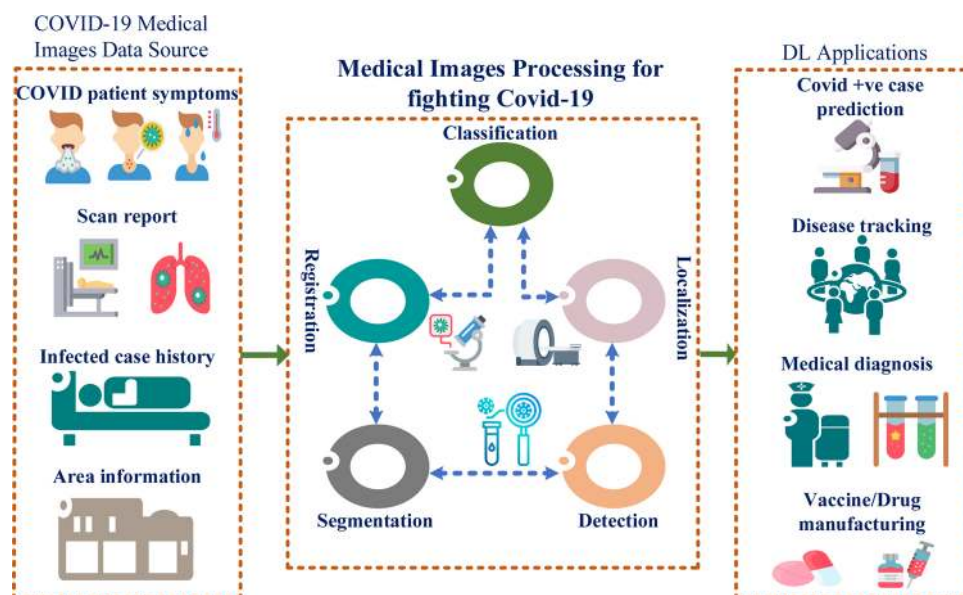 COVID-19 Medical
Images Data Source
COVID patient symptoms
Scan report
Infected case history
Area information
Medical Images Processing for
fighting Covid-19
Classification
Registration
Localization
Segmentation
Detection
DL Applications
Covid +ve case
prediction
Disease tracking
Medical diagnosis
Vaccine/Drug
manufacturing